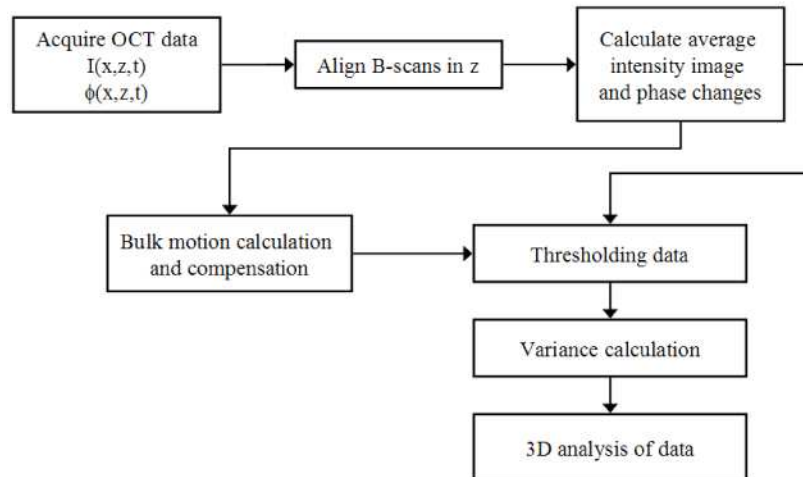 Acquire OCT data
I(x,z,t)
ϕ(x,z,t)
Align B-scans in z
Calculate average
intensity image
and phase changes
Bulk motion calculation
and compensation
Thresholding data
Variance calculation
3D analysis of data